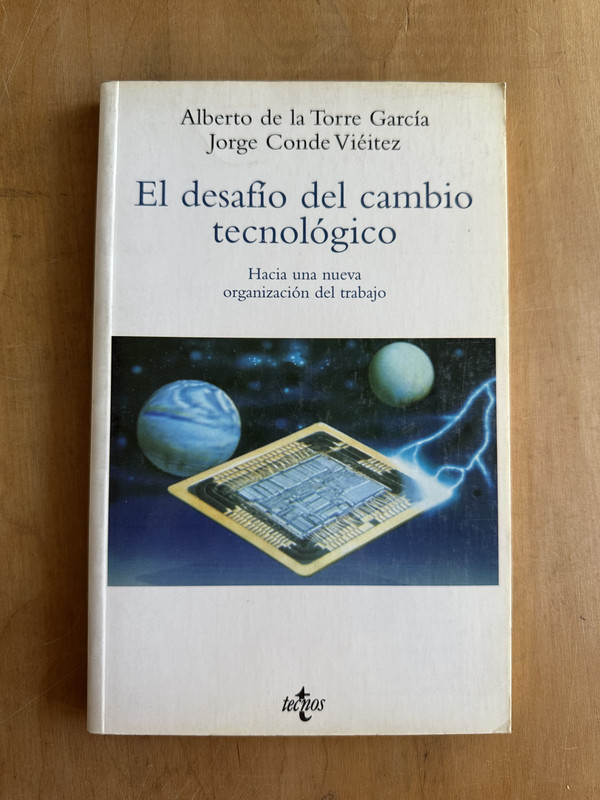 Alberto de la Torre García
Jorge Conde Viéitez
El desafío del cambio
tecnológico
Hacia una nueva
organización del trabajo
tecnos